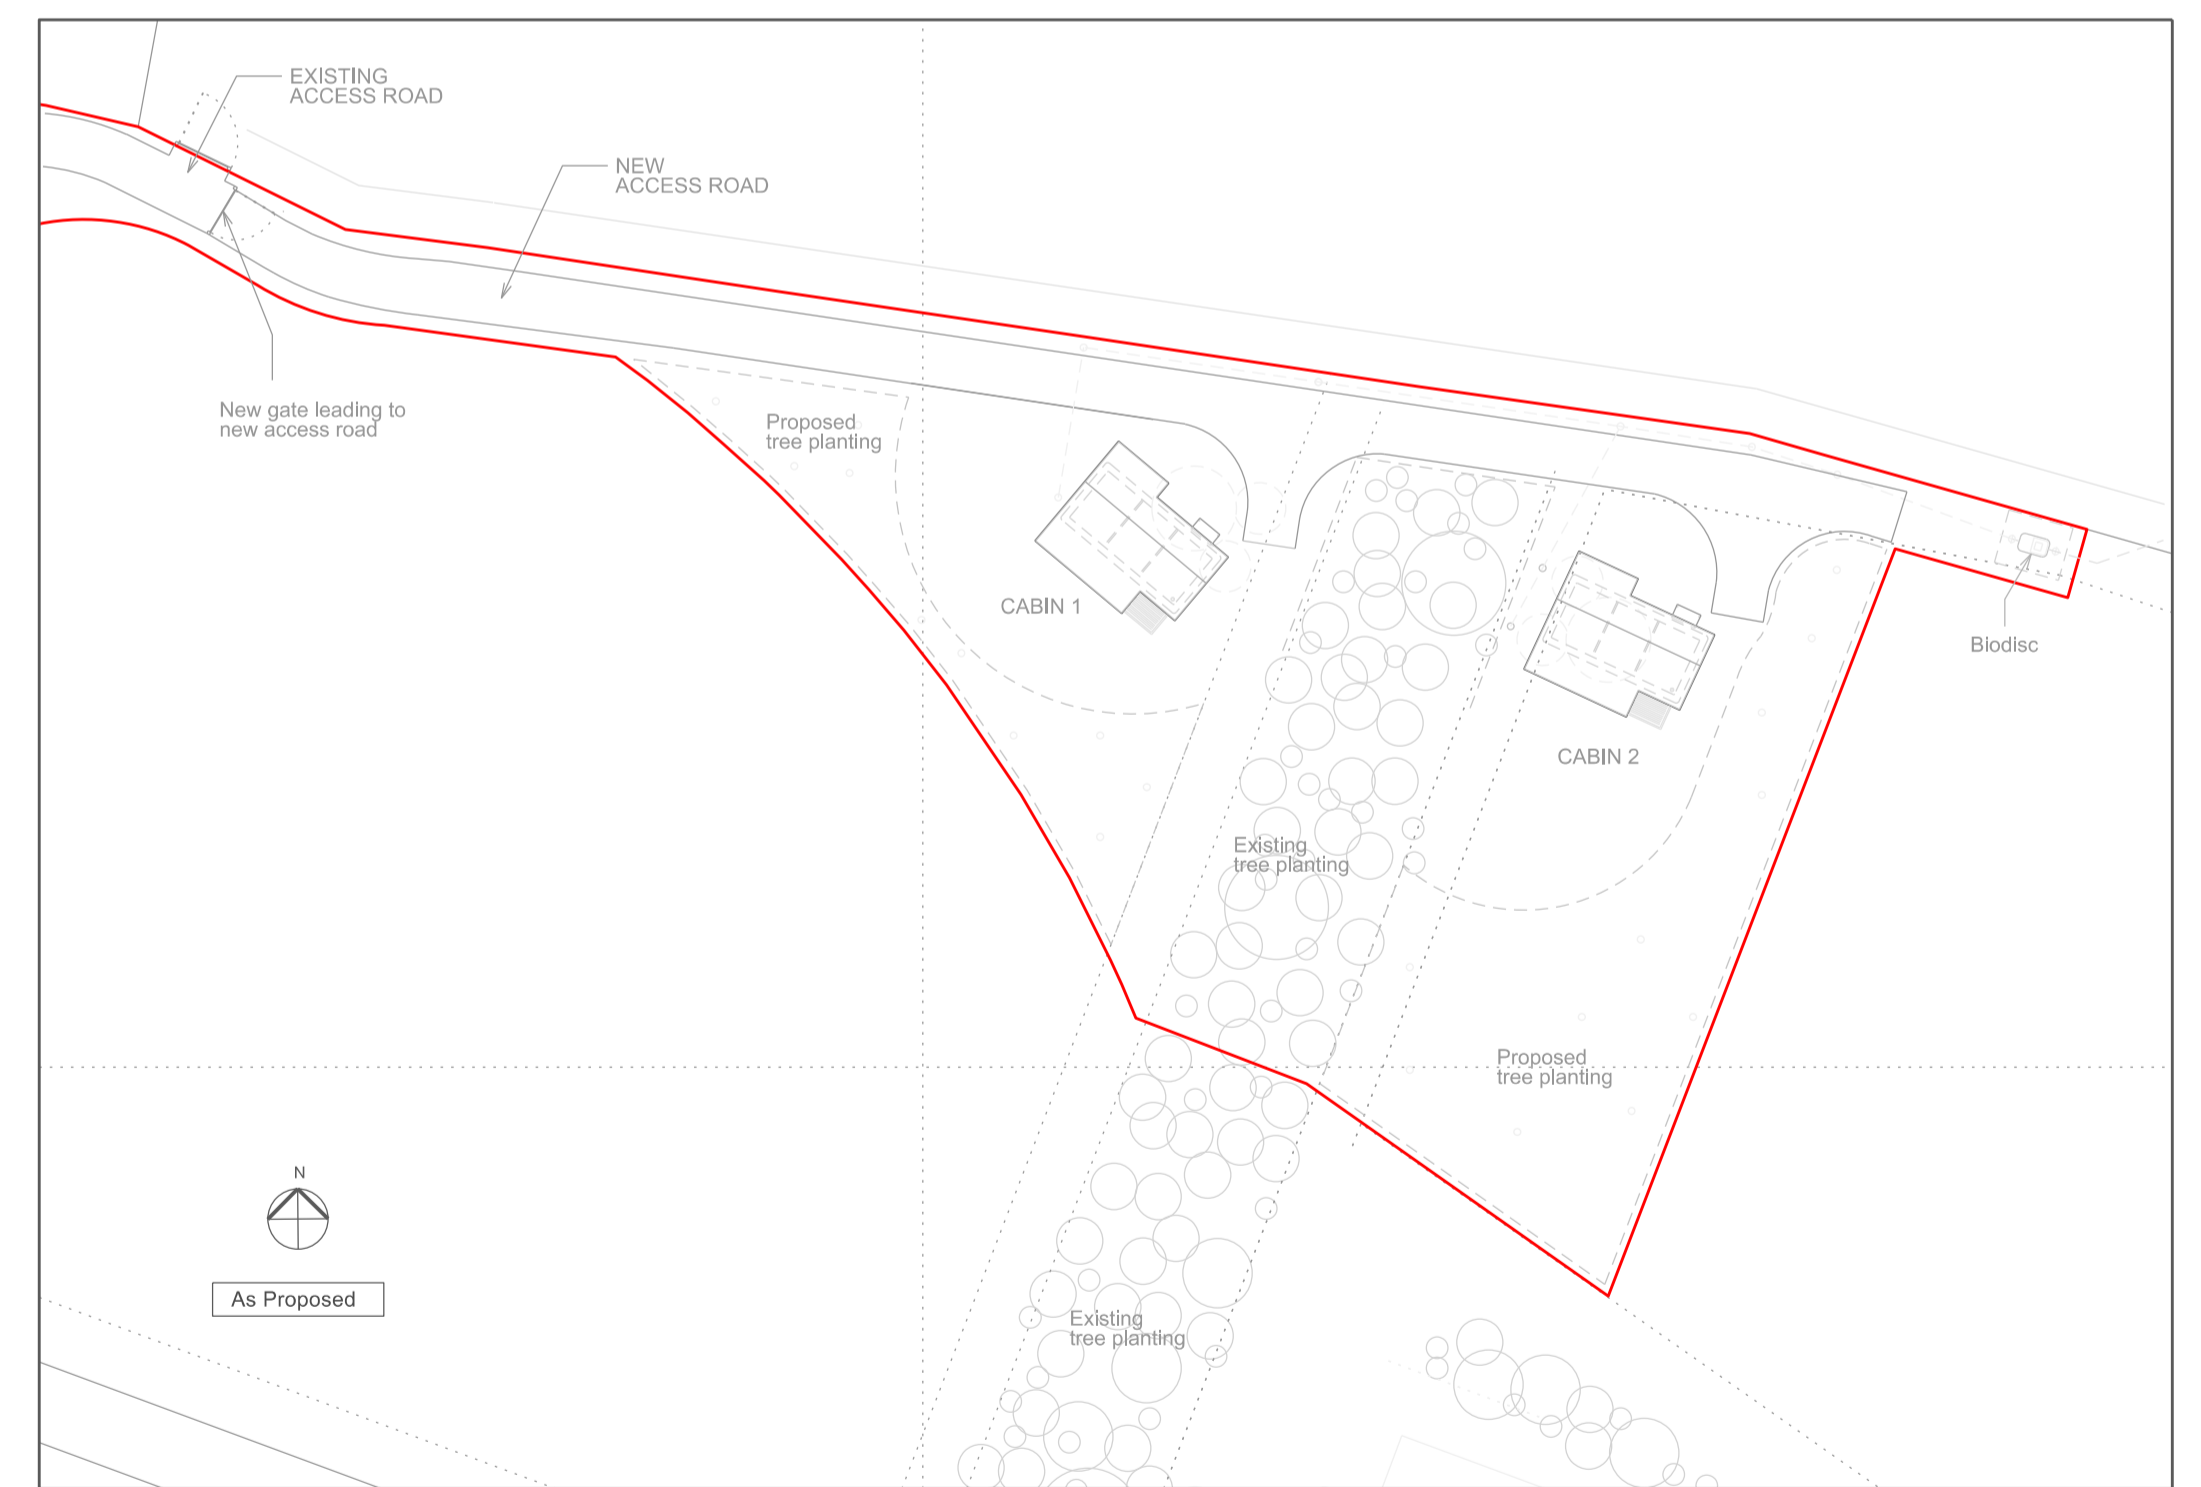 EXISTING
ACCESS ROAD
NEW
ACCESS ROAD
New gate leading to
new access road
Proposed
tree planting
CABIN 1
Biodisc
CABIN 2
Existing
tree planting
Proposed
tree planting
N
As Proposed
Existing
tree planting